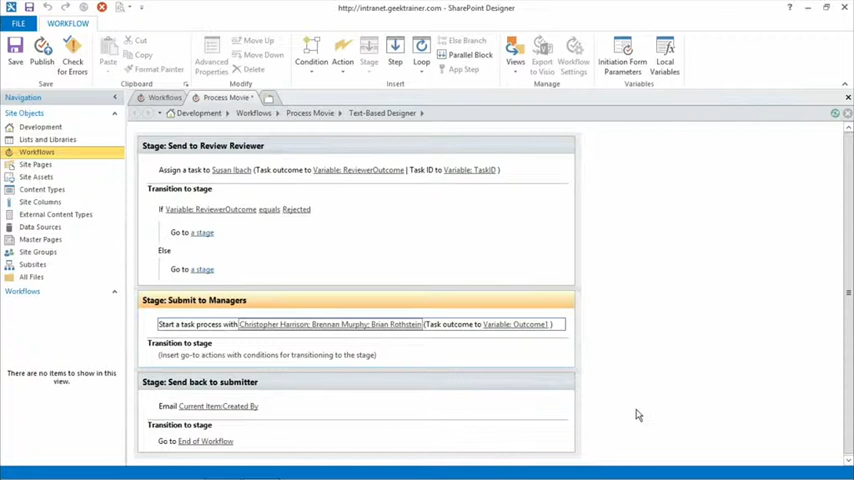 http://intranet.geektrainer.com/ - SharePoint Designer
FILE
WORKFLOW
Save
Publish
Check for Errors
Save
Paste
Cut
Copy
Format Painter
Clipboard
Advanced Properties
Move Up
Move Down
Delete
Modify
Condition
Action
Stage
Step
Loop
Else Branch
Parallel Block
App Step
Insert
Views
Export to Visio
Workflow Settings
Manage
Initiation Form Parameters
Local Variables
Variables
Navigation
Workflows
Process Movie *
Site Objects
Development
Workflows
Process Movie
Text-Based Designer
Development
Lists and Libraries
Workflows
Site Pages
Site Assets
Content Types
Site Columns
External Content Types
Data Sources
Master Pages
Site Groups
Subsites
All Files
Workflows
There are no items to show in this view.
Stage: Send to Review Reviewer
Assign a task to Susan Ibach (Task outcome to Variable: ReviewerOutcome | Task ID to Variable: TaskID )
Transition to stage
If Variable: ReviewerOutcome equals Rejected
Go to a stage
Else
Go to a stage
Stage: Submit to Managers
Start a task process with Christopher Harrison; Brennan Murphy; Brian Rothstein (Task outcome to Variable: Outcome1 )
Transition to stage
(Insert go-to actions with conditions for transitioning to the stage)
Stage: Send back to submitter
Email Current Item:Created By
Transition to stage
Go to End of Workflow